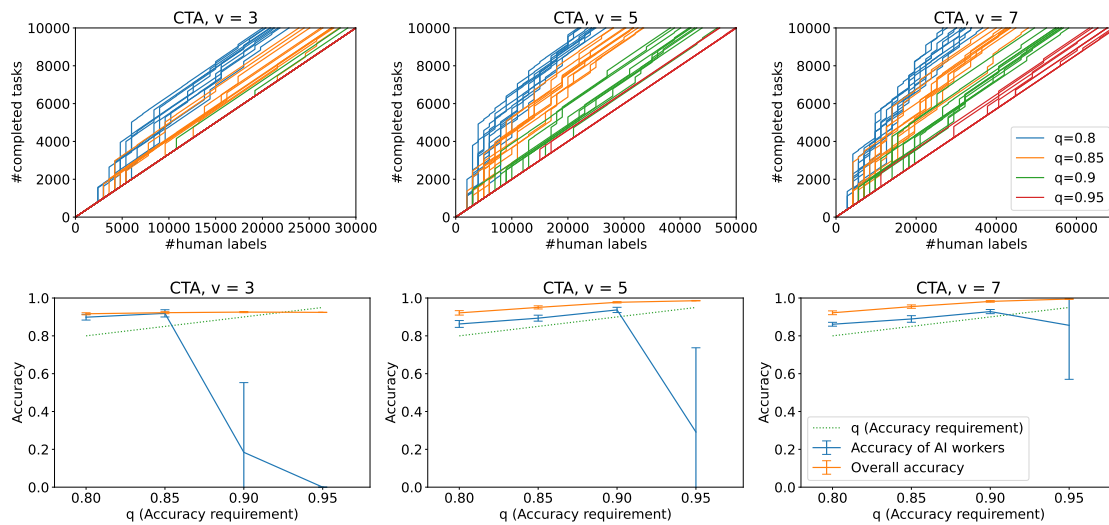 CTA, v = 3
CTA, v = 5
CTA, v = 7
#completed tasks
10000
8000
6000
4000
2000
0
0 5000 10000 15000 20000 25000 30000
#human labels
#completed tasks
10000
8000
6000
4000
2000
0
0 10000 20000 30000 40000 50000
#human labels
#completed tasks
10000
8000
6000
4000
2000
0
0 20000 40000 60000
#human labels
q=0.8
q=0.85
q=0.9
q=0.95
CTA, v = 3
CTA, v = 5
CTA, v = 7
Accuracy
1.0
0.8
0.6
0.4
0.2
0.0
0.80 0.85 0.90 0.95
q (Accuracy requirement)
Accuracy
1.0
0.8
0.6
0.4
0.2
0.0
0.80 0.85 0.90 0.95
q (Accuracy requirement)
Accuracy
1.0
0.8
0.6
0.4
0.2
0.0
0.80 0.85 0.90 0.95
q (Accuracy requirement)
q (Accuracy requirement)
Accuracy of AI workers
Overall accuracy